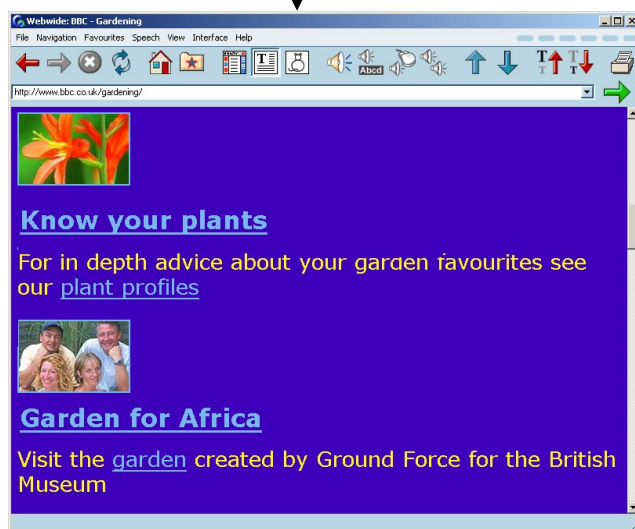 Webwide: BBC - Gardening
File Navigation Favourites Speech View Interface Help
T
Abcd
T T T T
http://www.bbc.co.uk/gardening/
Know your plants
For in depth advice about your garden favourites see
our plant profiles
Garden for Africa
Visit the garden created by Ground Force for the British
Museum